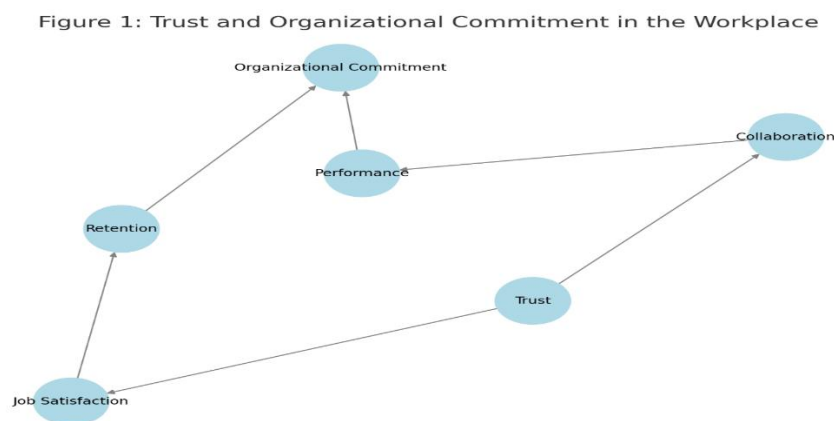 Figure 1: Trust and Organizational Commitment in the Workplace
Organizational Commitment
Collaboration
Performance
Retention
Trust
Job Satisfaction